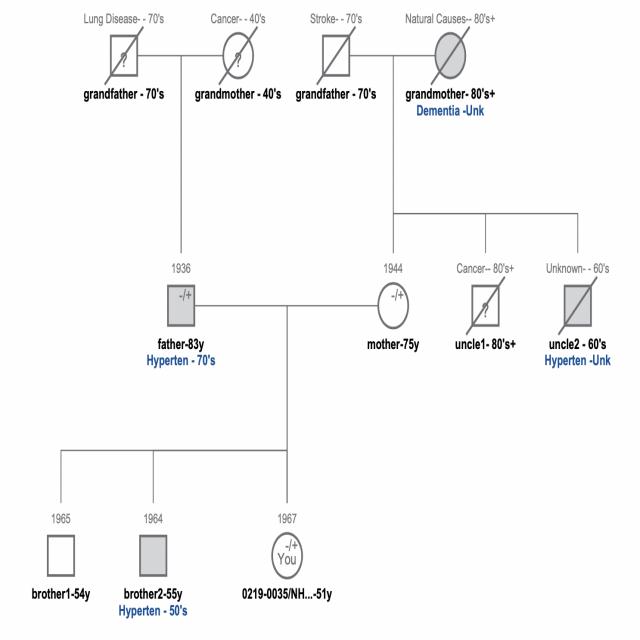 Lung Disease- - 70's
Cancer- - 40's
Stroke- - 70's
Natural Causes-- 80's+
?
?
grandfather - 70's
grandmother - 40's
grandfather - 70's
grandmother- 80's+
Dementia -Unk
1936
1944
Cancer-- 80's+
Unknown- - 60's
-/+
-/+
?
father-83y
mother-75y
uncle1- 80's+
uncle2 - 60's
Hyperten - 70's
Hyperten -Unk
1965
1964
1967
-/+
You
brother1-54y
brother2-55y
0219-0035/NH...-51y
Hyperten - 50's